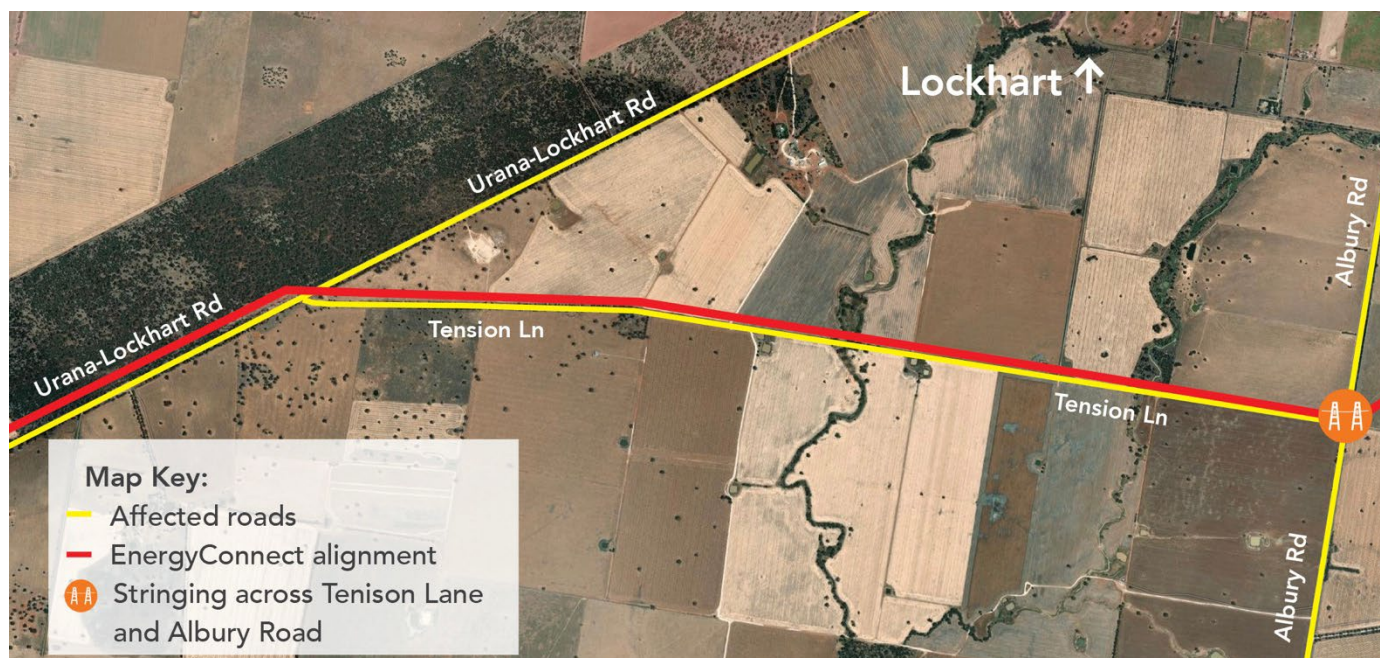 Lockhart ↑
Urana-Lockhart Rd
Albury Rd
Urana-Lockhart Rd
Tension Ln
Tension Ln
Albury Rd
Map Key:
Affected roads
EnergyConnect alignment
Stringing across Tenison Lane
and Albury Road